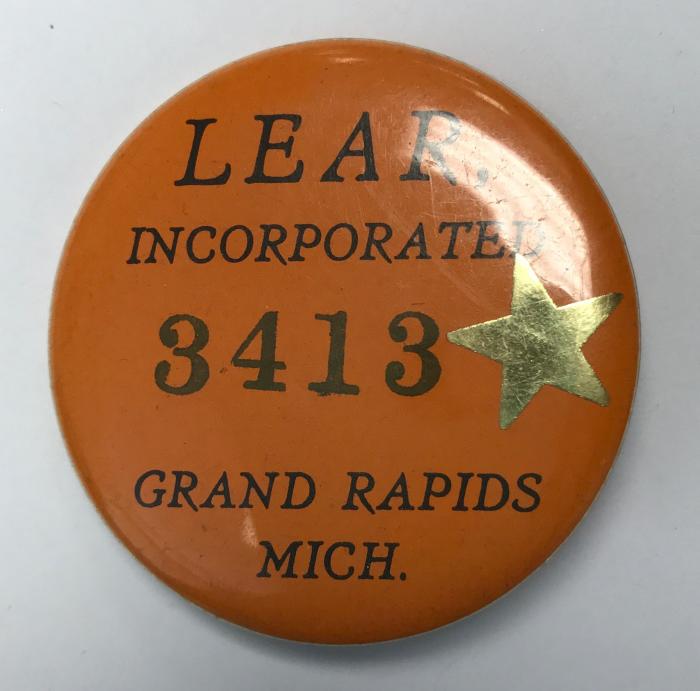 LEAR,
INCORPORATED
3413
GRAND RAPIDS
MICH.